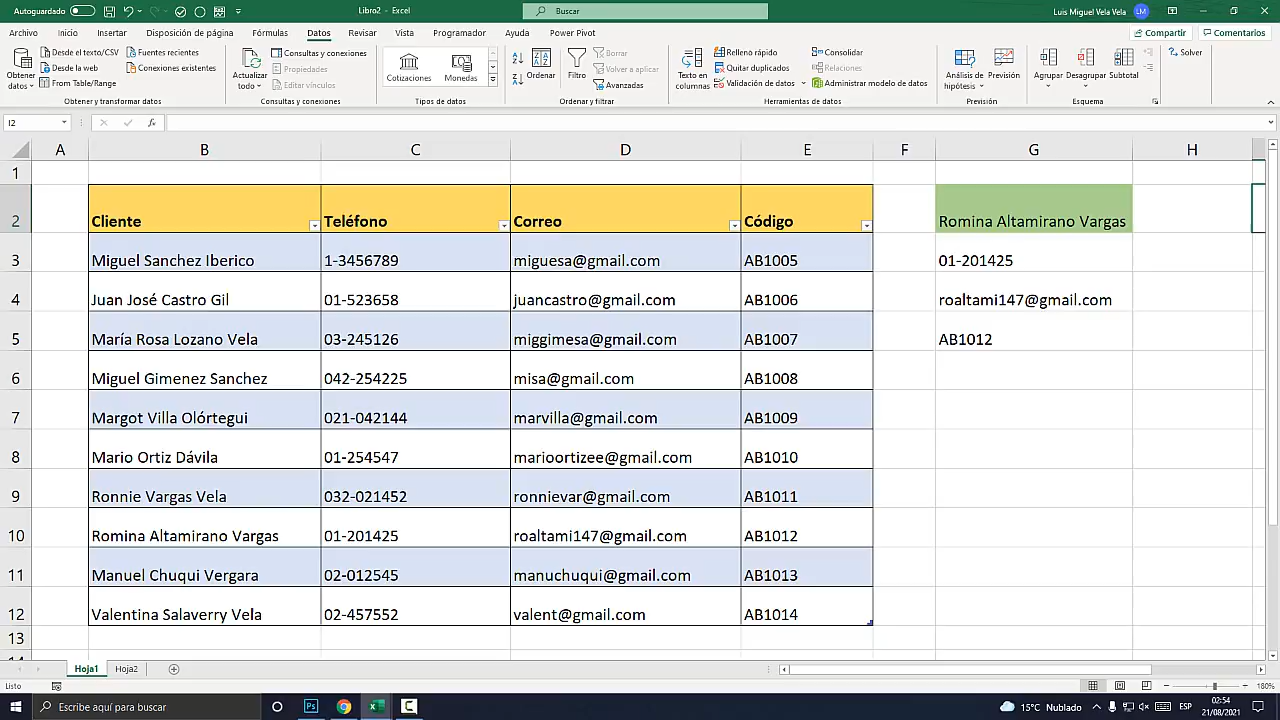 Autoguardado Libro2 - Excel Buscar Luis Miguel Vela Vela LM
Archivo Inicio Insertar Disposición de página Fórmulas Datos Revisar Vista Programador Ayuda Power Pivot Compartir Comentarios
Obtener datos Desde el texto/CSV Desde la web From Table/Range Fuentes recientes Conexiones existentes
Actualizar todo Consultas y conexiones Propiedades Editar vínculos
Cotizaciones Monedas
Ordenar Filtro Borrar Volver a aplicar Avanzadas
Texto en columnas Relleno rápido Quitar duplicados Validación de datos Consolidar Relaciones Administrar modelo de datos
Análisis de hipótesis Previsión Agrupar Desagrupar Subtotal Solver
Obtener y transformar datos Consultas y conexiones Tipos de datos Ordenar y filtrar Herramientas de datos Previsión Esquema
I2 fx
A B C D E F G H
1
2 Cliente Teléfono Correo Código Romina Altamirano Vargas
3 Miguel Sanchez Iberico 1-3456789 miguesa@gmail.com AB1005 01-201425
4 Juan José Castro Gil 01-523658 juancastro@gmail.com AB1006 roaltami147@gmail.com
5 María Rosa Lozano Vela 03-245126 miggimesa@gmail.com AB1007 AB1012
6 Miguel Gimenez Sanchez 042-254225 misa@gmail.com AB1008
7 Margot Villa Olórtegui 021-042144 marvilla@gmail.com AB1009
8 Mario Ortiz Dávila 01-254547 marioortizee@gmail.com AB1010
9 Ronnie Vargas Vela 032-021452 ronnievar@gmail.com AB1011
10 Romina Altamirano Vargas 01-201425 roaltami147@gmail.com AB1012
11 Manuel Chuqui Vergara 02-012545 manuchuqui@gmail.com AB1013
12 Valentina Salaverry Vela 02-457552 valent@gmail.com AB1014
13
Hoja1 Hoja2
Listo 180%
Escribe aquí para buscar Ps 15°C Nublado ESP 02:54
21/08/2021